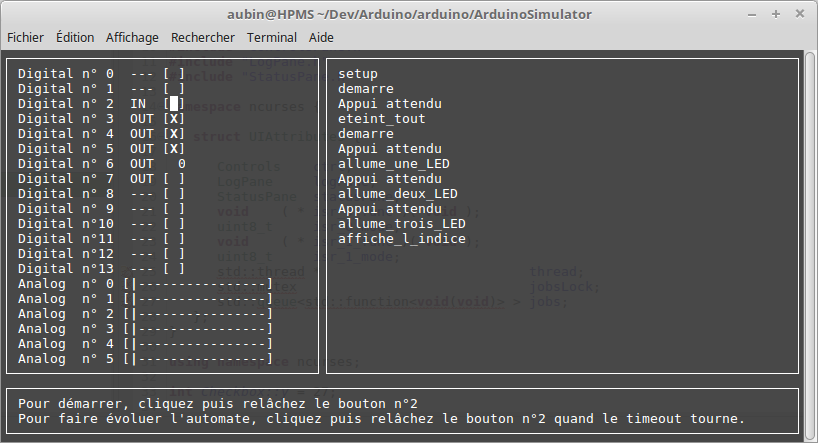 aubin@HPMS ~/Dev/Arduino/arduino/ArduinoSimulator
Fichier Édition Affichage Rechercher Terminal Aide
Digital n° 0 --- [ ]
Digital n° 1 --- [ ]
Digital n° 2 IN [ ]
Digital n° 3 OUT [X]
Digital n° 4 OUT [X]
Digital n° 5 OUT [X]
Digital n° 6 OUT 0
Digital n° 7 OUT [ ]
Digital n° 8 --- [ ]
Digital n° 9 --- [ ]
Digital n°10 --- [ ]
Digital n°11 --- [ ]
Digital n°12 --- [ ]
Digital n°13 --- [ ]
Analog n° 0 [|----------------]
Analog n° 1 [|----------------]
Analog n° 2 [|----------------]
Analog n° 3 [|----------------]
Analog n° 4 [|----------------]
Analog n° 5 [|----------------]
setup
demarre
Appui attendu
eteint_tout
demarre
Appui attendu
allume_une_LED
Appui attendu
allume_deux_LED
Appui attendu
allume_trois_LED
affiche_l_indice
Pour démarrer, cliquez puis relâchez le bouton n°2
Pour faire évoluer l'automate, cliquez puis relâchez le bouton n°2 quand le timeout tourne.